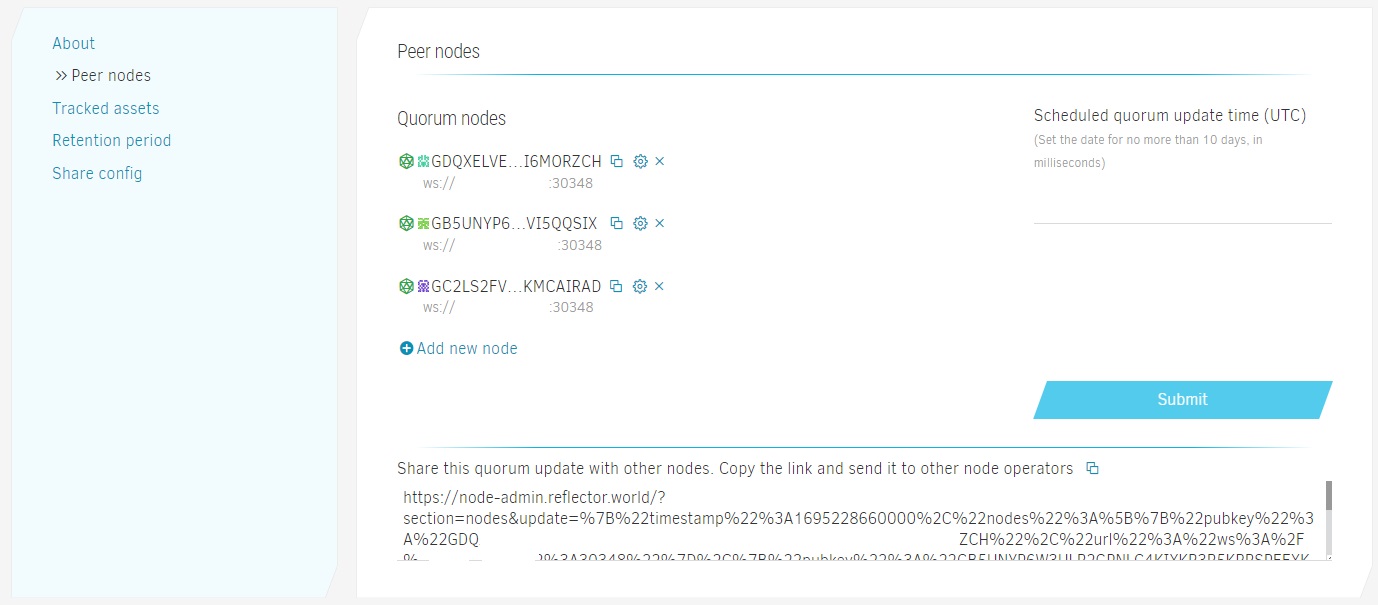 About
» Peer nodes
Tracked assets
Retention period
Share config
Peer nodes
Quorum nodes
GDQXELVE...I6MORZCH
ws:// :30348
GB5UNYP6...VI5QQSIX
ws:// :30348
GC2LS2FV...KMCAIRAD
ws:// :30348
Add new node
Scheduled quorum update time (UTC)
(Set the date for no more than 10 days, in
milliseconds)
Submit
Share this quorum update with other nodes. Copy the link and send it to other node operators
https://node-admin.reflector.world/?
section=nodes&update=%7B%22timestamp%22%3A1695228660000%2C%22nodes%22%3A%5B%7B%22pubkey%22%3
A%22GDQ ZCH%22%2C%22url%22%3A%22ws%3A%2F